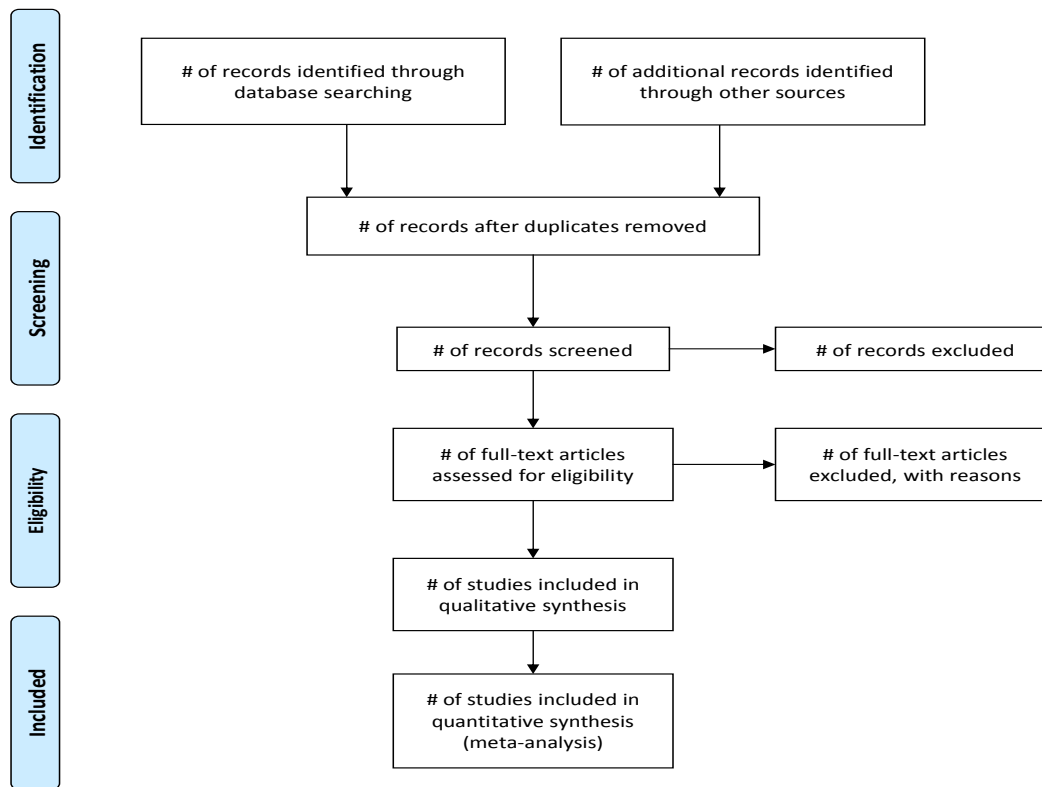 Identification
# of records identified through
database searching
# of additional records identified
through other sources
Screening
# of records after duplicates removed
# of records screened
# of records excluded
Eligibility
# of full-text articles
assessed for eligibility
# of full-text articles
excluded, with reasons
# of studies included in
qualitative synthesis
Included
# of studies included in
quantitative synthesis
(meta-analysis)